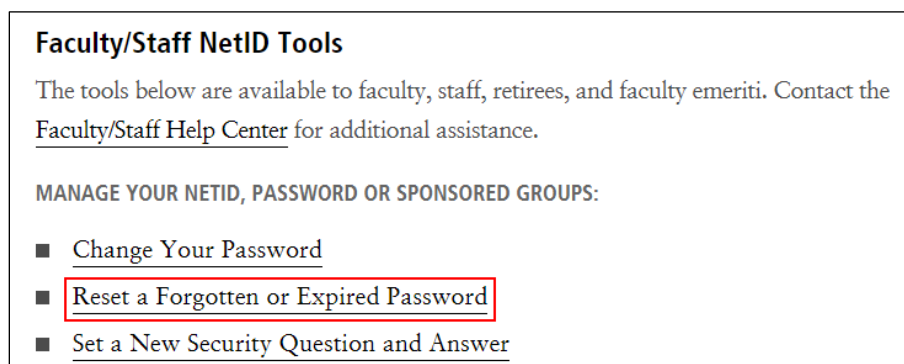 Faculty/Staff NetID Tools
The tools below are available to faculty, staff, retirees, and faculty emeriti. Contact the
Faculty/Staff Help Center for additional assistance.
MANAGE YOUR NETID, PASSWORD OR SPONSORED GROUPS:
Change Your Password
Reset a Forgotten or Expired Password
Set a New Security Question and Answer